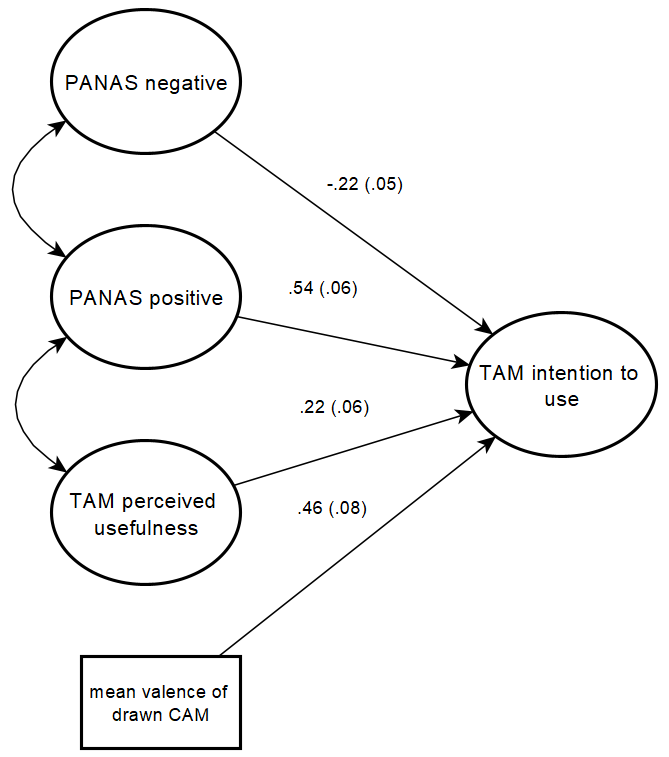 PANAS negative
-.22 (.05)
PANAS positive
.54 (.06)
TAM intention to
use
.22 (.06)
TAM perceived
usefulness
.46 (.08)
mean valence of
drawn CAM